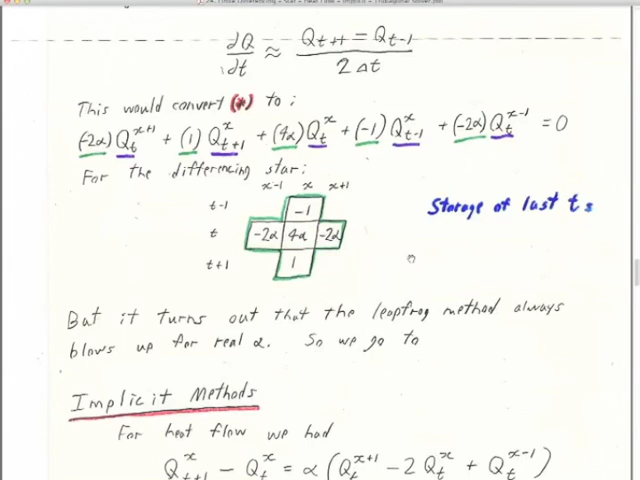 ∂Q/∂t ≈ (Q_{t+1} = Q_{t-1}) / 2Δt
This would convert (*) to:
(-2α) Q_t^{x+1} + (1) Q_{t+1}^x + (4α) Q_t^x + (-1) Q_{t-1}^x + (-2α) Q_t^{x-1} = 0
For the differencing star:
x-1 x x+1
t-1 -1
t -2α 4α -2α
t+1 1
Storage of last t s
But it turns out that the leapfrog method always
blows up for real α. So we go to
Implicit Methods
For heat flow we had
Q_{t+1}^x - Q_t^x = α (Q_t^{x+1} - 2 Q_t^x + Q_t^{x-1})